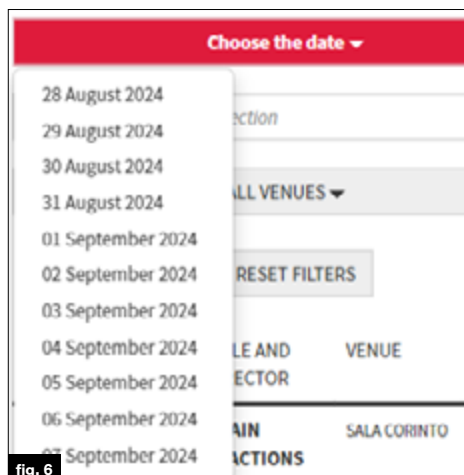 Choose the date
28 August 2024
29 August 2024
30 August 2024
31 August 2024
01 September 2024
02 September 2024
03 September 2024
04 September 2024
05 September 2024
06 September 2024
September 2024
ection
ALL VENUES
RESET FILTERS
LE AND VENUE
ECTOR
AIN SALA CORINTO
ACTIONS
fig. 6